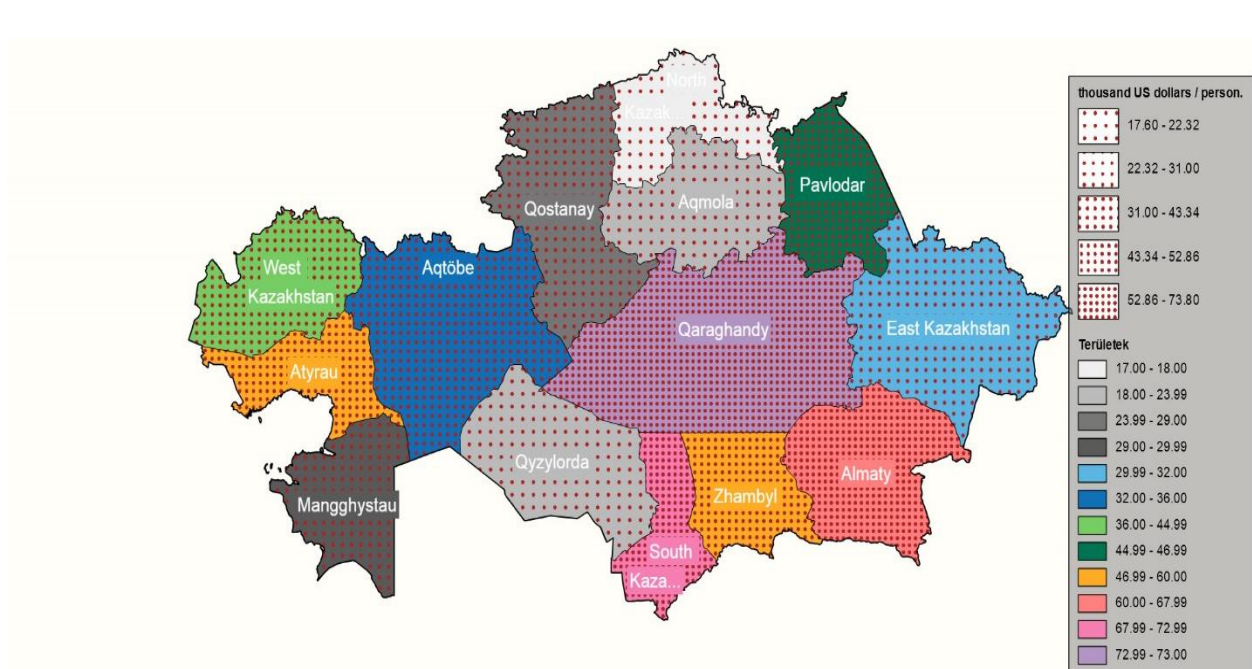 North
Kazak
Qostanay
Aqmola
Pavlodar
West
Kazakhstan
Aqtöbe
Qaraghandy
East Kazakhstan
Atyrau
Mangghystau
Qyzylorda
Zhambyl
Almaty
South
Kaza...
thousand US dollars / person.
17.60 - 22.32
22.32 - 31.00
31.00 - 43.34
43.34 - 52.86
52.86 - 73.80
Területek
17.00 - 18.00
18.00 - 23.99
23.99 - 29.00
29.00 - 29.99
29.99 - 32.00
32.00 - 36.00
36.00 - 44.99
44.99 - 46.99
46.99 - 60.00
60.00 - 67.99
67.99 - 72.99
72.99 - 73.00